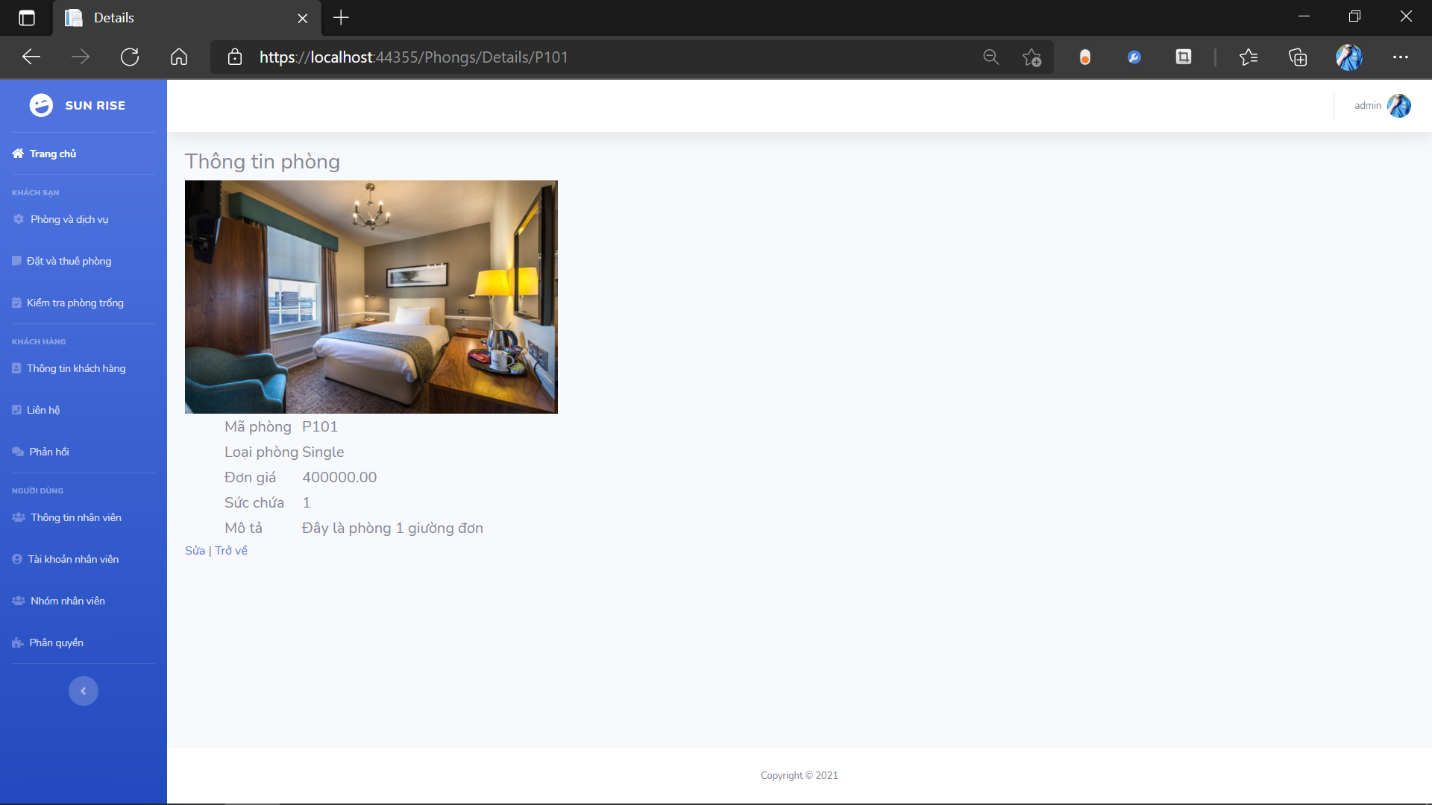 Details
https://localhost:44355/Phongs/Details/P101
SUN RISE
admin
Trang chủ
KHÁCH SẠN
Phòng và dịch vụ
Đặt và thuê phòng
Kiểm tra phòng trống
KHÁCH HÀNG
Thông tin khách hàng
Liên hệ
Phản hồi
NGƯỜI DÙNG
Thông tin nhân viên
Tài khoản nhân viên
Nhóm nhân viên
Phân quyền
Thông tin phòng
Mã phòng P101
Loại phòng Single
Đơn giá 400000.00
Sức chứa 1
Mô tả Đây là phòng 1 giường đơn
Sửa | Trở về
Copyright © 2021